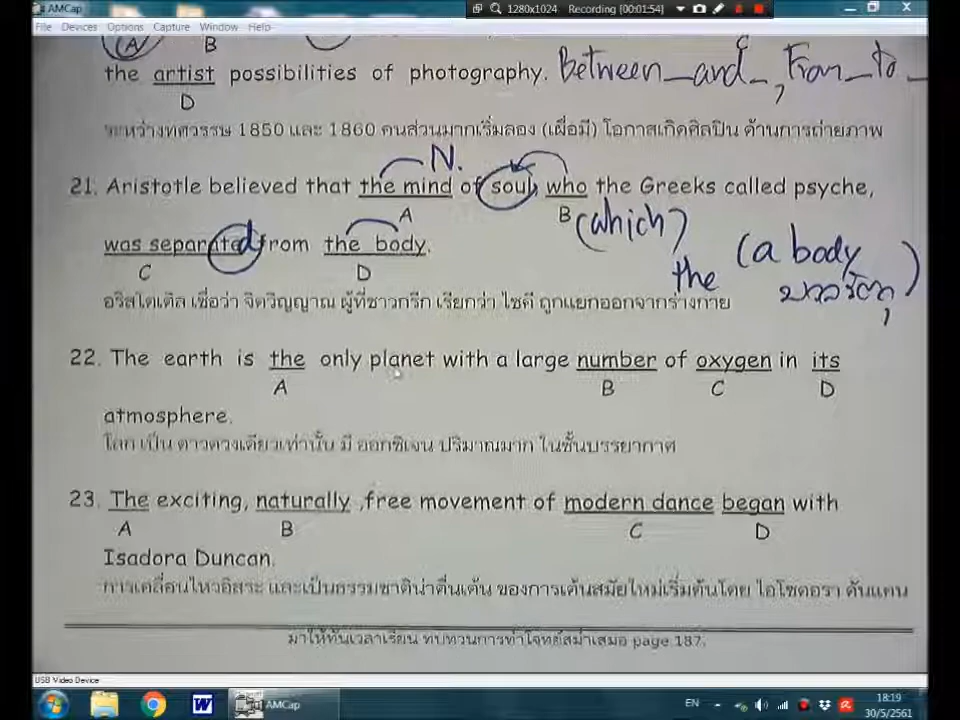 AMCap
1280x1024 Recording [00:01:54]
File Devices Options Capture Window Help
A B
the artist possibilities of photography. Between _ and _, From _ to _
D
ระหว่างทศวรรษ 1850 และ 1860 คนส่วนมากเริ่มลอง (เผื่อมี) โอกาสเกิดศิลปิน ด้านการถ่ายภาพ
N.
21. Aristotle believed that the mind of soul, who the Greeks called psyche,
A B (which)
was separated from the body. (a body
C D the
อริสโตเติล เชื่อว่า จิตวิญญาณ ผู้ที่ชาวกรีก เรียกว่า ไซคี ถูกแยกออกจากร่างกาย
22. The earth is the only planet with a large number of oxygen in its
A B C D
atmosphere.
โลก เป็น ดาวดวงเดียวเท่านั้น มี ออกซิเจน ปริมาณมาก ในชั้นบรรยากาศ
23. The exciting, naturally ,free movement of modern dance began with
A B C D
Isadora Duncan.
การเคลื่อนไหวอิสระ และเป็นธรรมชาติน่าตื่นเต้น ของการเต้นสมัยใหม่เริ่มต้นโดย ไอโซดอรา ดันแคน
มาให้ทันเวลาเรียน ทบทวนการทำโจทย์สม่ำเสมอ page 187.
USB Video Device
AMCap
EN
18:19
30/5/2561